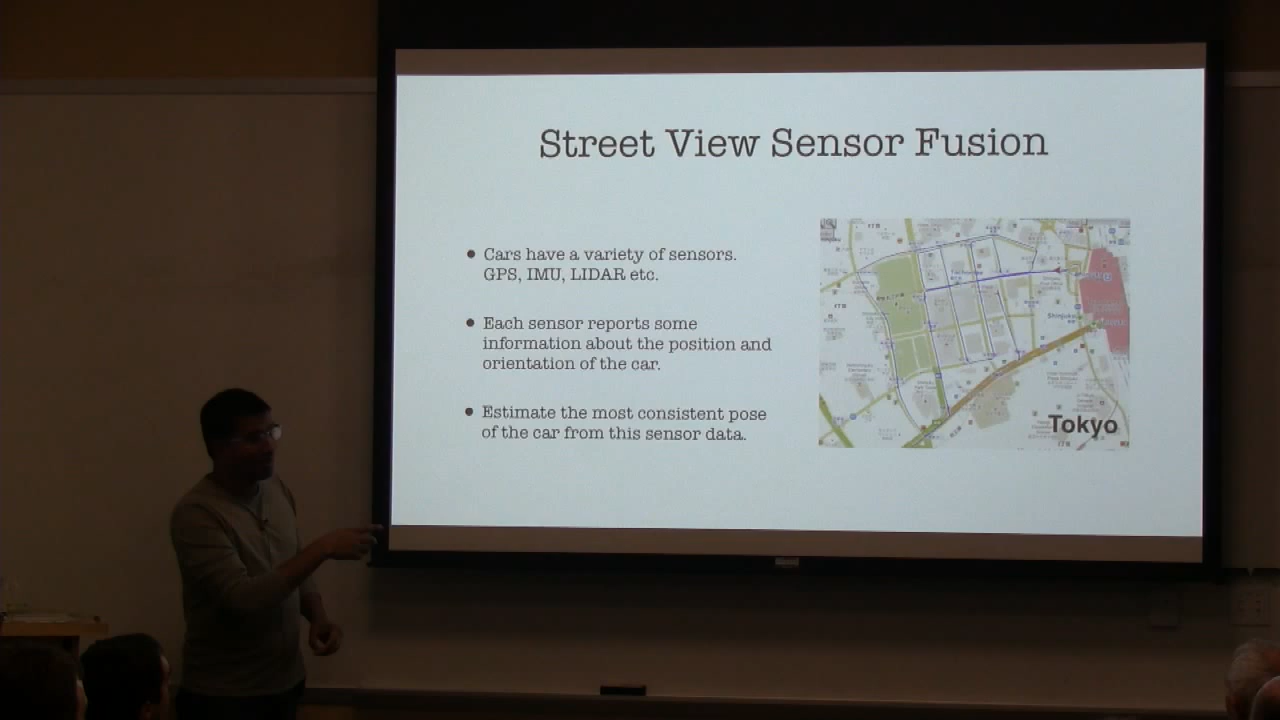 Street View Sensor Fusion
• Cars have a variety of sensors.
GPS, IMU, LIDAR etc.
• Each sensor reports some
information about the position and
orientation of the car.
• Estimate the most consistent pose
of the car from this sensor data.
Tokyo